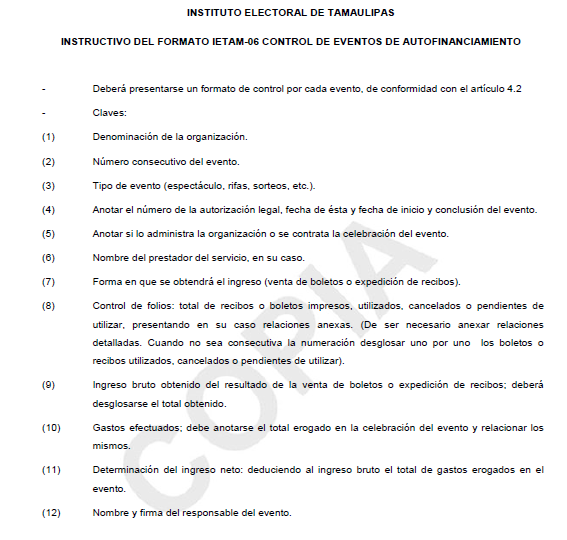 INSTITUTO ELECTORAL DE TAMAULIPAS
INSTRUCTIVO DEL FORMATO IETAM-06 CONTROL DE EVENTOS DE AUTOFINANCIAMIENTO
- Deberá presentarse un formato de control por cada evento, de conformidad con el artículo 4.2
- Claves:
(1) Denominación de la organización.
(2) Número consecutivo del evento.
(3) Tipo de evento (espectáculo, rifas, sorteos, etc.).
(4) Anotar el número de la autorización legal, fecha de ésta y fecha de inicio y conclusión del evento.
(5) Anotar si lo administra la organización o se contrata la celebración del evento.
(6) Nombre del prestador del servicio, en su caso.
(7) Forma en que se obtendrá el ingreso (venta de boletos o expedición de recibos).
(8) Control de folios: total de recibos o boletos impresos, utilizados, cancelados o pendientes de
utilizar, presentando en su caso relaciones anexas. (De ser necesario anexar relaciones
detalladas. Cuando no sea consecutiva la numeración desglosar uno por uno los boletos o
recibos utilizados, cancelados o pendientes de utilizar).
(9) Ingreso bruto obtenido del resultado de la venta de boletos o expedición de recibos; deberá
desglosarse el total obtenido.
(10) Gastos efectuados; debe anotarse el total erogado en la celebración del evento y relacionar los
mismos.
(11) Determinación del ingreso neto: deduciendo al ingreso bruto el total de gastos erogados en el
evento.
(12) Nombre y firma del responsable del evento.
COPIA